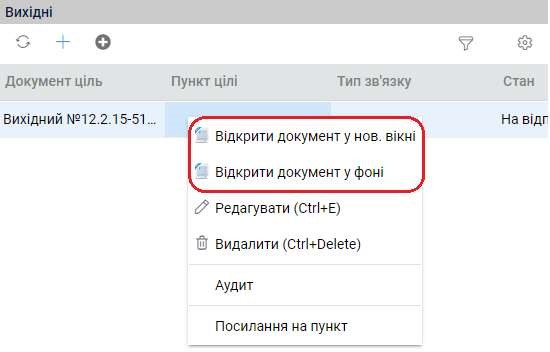 Вихідні
Документ ціль Пункт цілі Тип зв'язку Стан
Вихідний №12.2.15-51... На відп
Відкрити документ у нов. вікні
Відкрити документ у фоні
Редагувати (Ctrl+E)
Видалити (Ctrl+Delete)
Аудит
Посилання на пункт